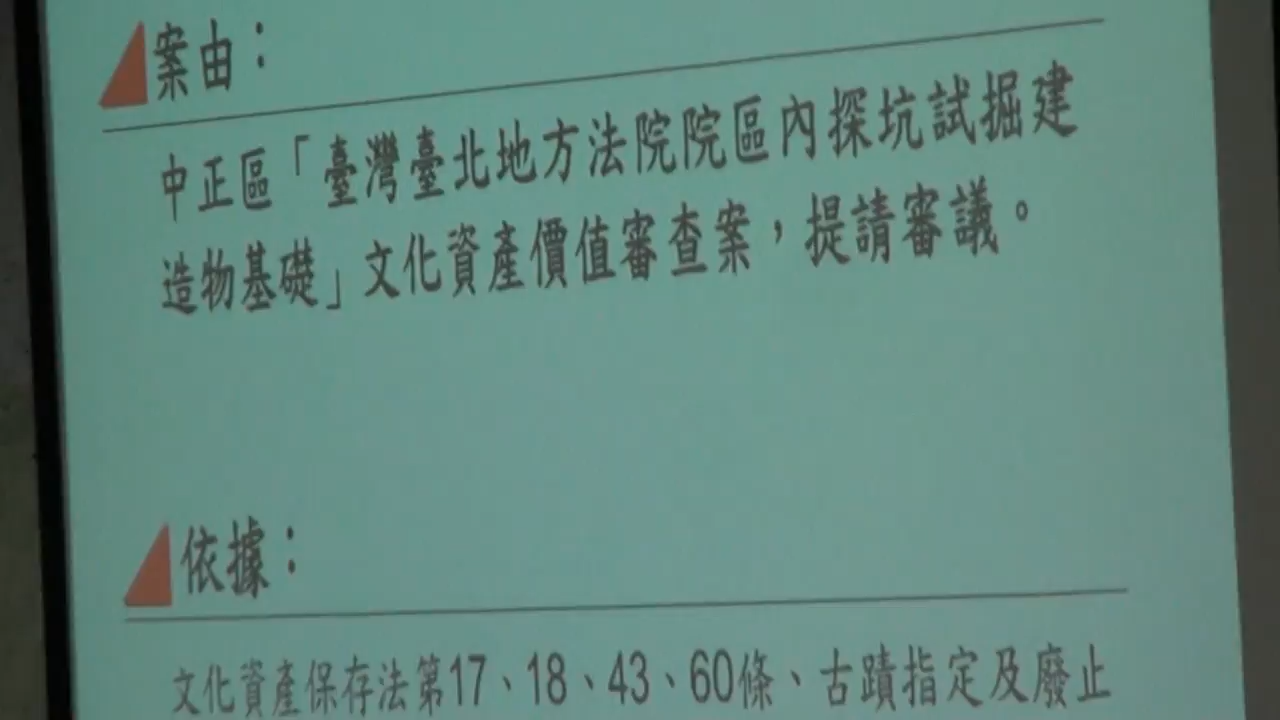 案由：
中正區「臺灣臺北地方法院院區內探坑試掘建
造物基礎」文化資產價值審查案，提請審議。
依據：
文化資產保存法第17、18、43、60條、古蹟指定及廢止